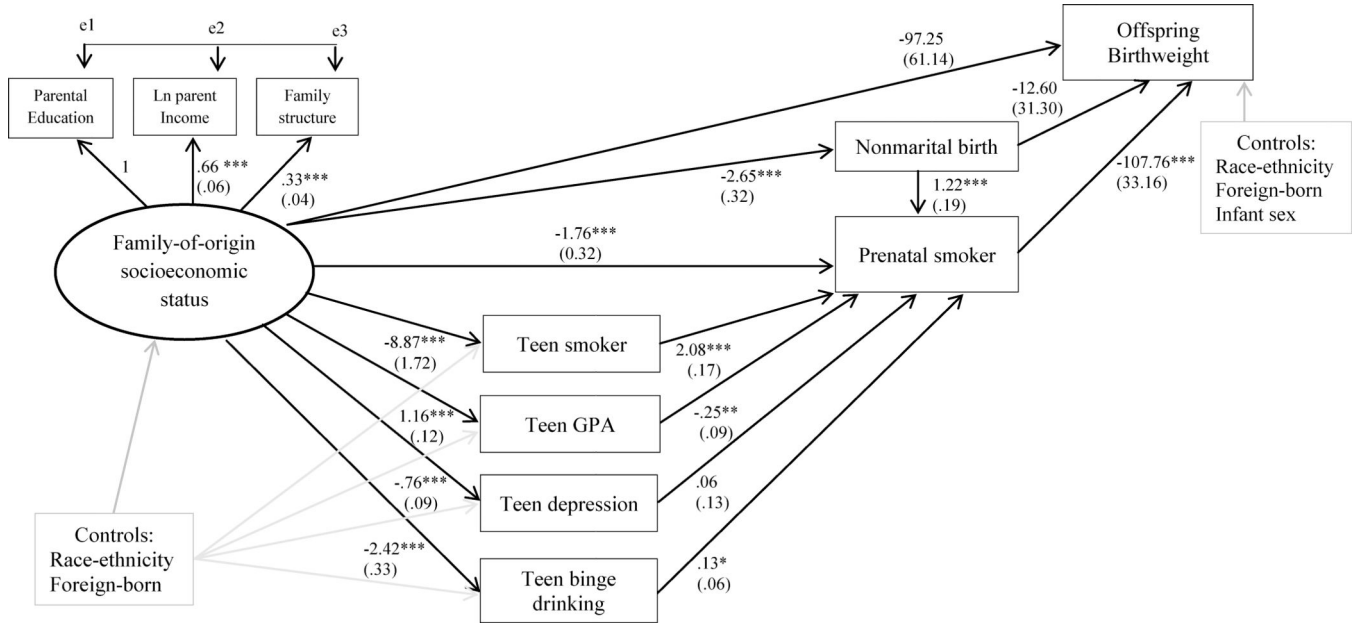 e1
e2
e3
Parental
Education
Ln parent
Income
Family
structure
1
.66 ***
(.06)
.33***
(.04)
Family-of-origin
socioeconomic
status
-97.25
(61.14)
Offspring
Birthweight
-12.60
(31.30)
Nonmarital birth
-2.65***
(.32)
1.22***
(.19)
-107.76***
(33.16)
Controls:
Race-ethnicity
Foreign-born
Infant sex
-1.76***
(0.32)
Prenatal smoker
-8.87***
(1.72)
Teen smoker
2.08***
(.17)
1.16***
(.12)
Teen GPA
-.25**
(.09)
-.76***
(.09)
Teen depression
.06
(.13)
-2.42***
(.33)
Teen binge
drinking
.13*
(.06)
Controls:
Race-ethnicity
Foreign-born